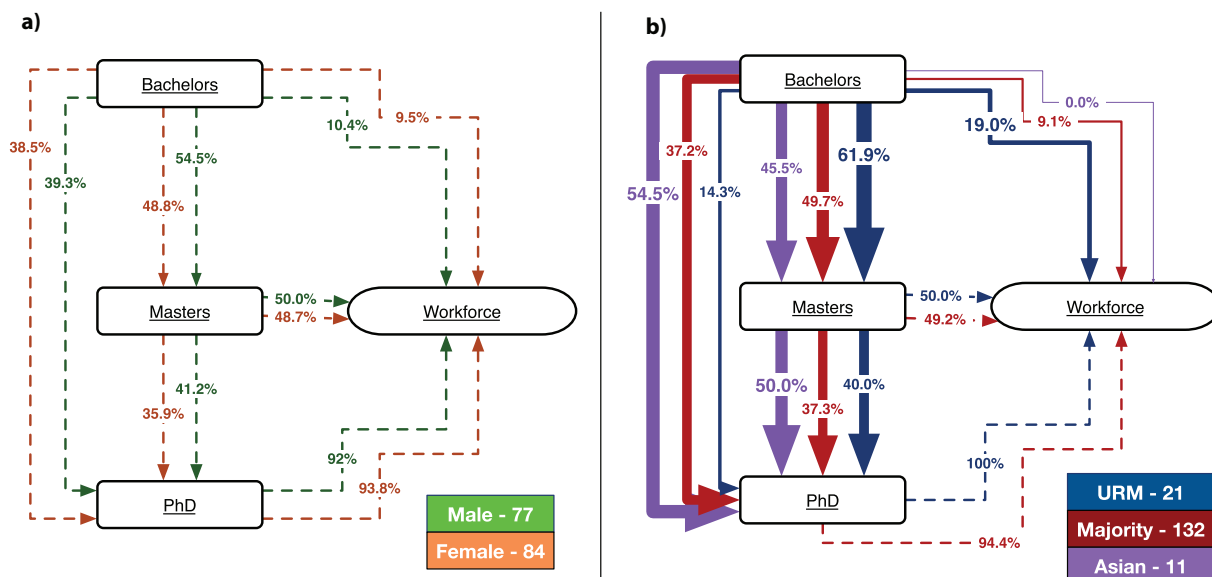 a)
Bachelors
38.5%
39.3%
54.5%
48.8%
10.4%
9.5%
Masters
50.0%
48.7%
Workforce
41.2%
35.9%
92%
93.8%
PhD
Male - 77
Female - 84
b)
Bachelors
0.0%
9.1%
19.0%
37.2%
54.5%
14.3%
45.5%
49.7%
61.9%
Masters
50.0%
49.2%
Workforce
50.0%
37.3%
40.0%
100%
94.4%
PhD
URM - 21
Majority - 132
Asian - 11